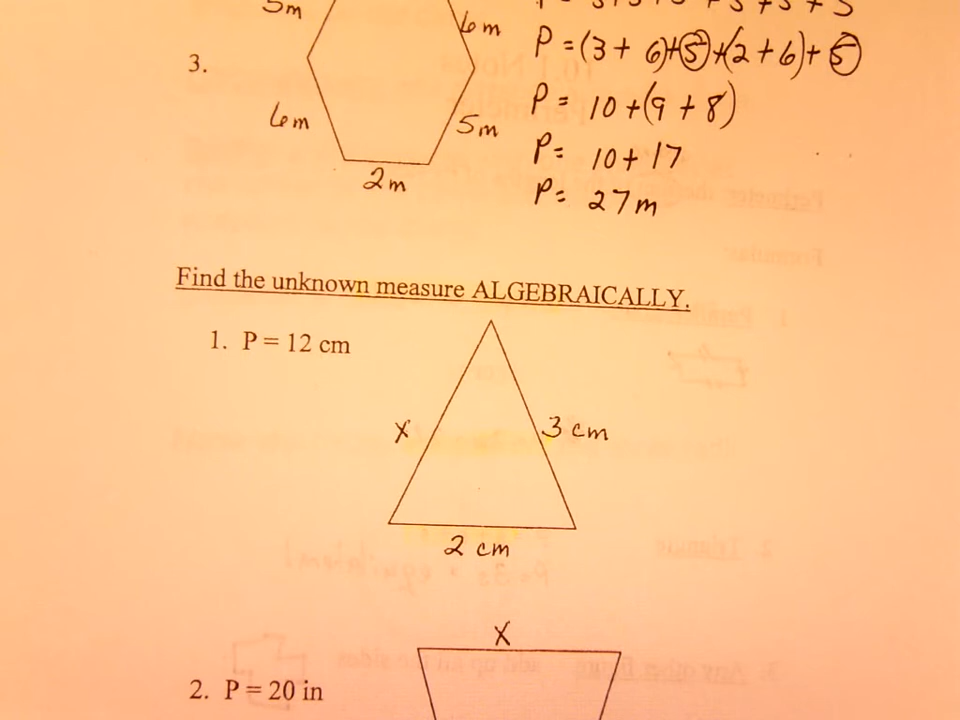 5m
6m
P = (3 + 6)+5+(2 + 6)+ 5
3.
P = 10 +(9 + 8)
6m
5m
P= 10+ 17
2m
P= 27m
Find the unknown measure ALGEBRAICALLY.
1. P = 12 cm
X
3 cm
2 cm
X
2. P = 20 in